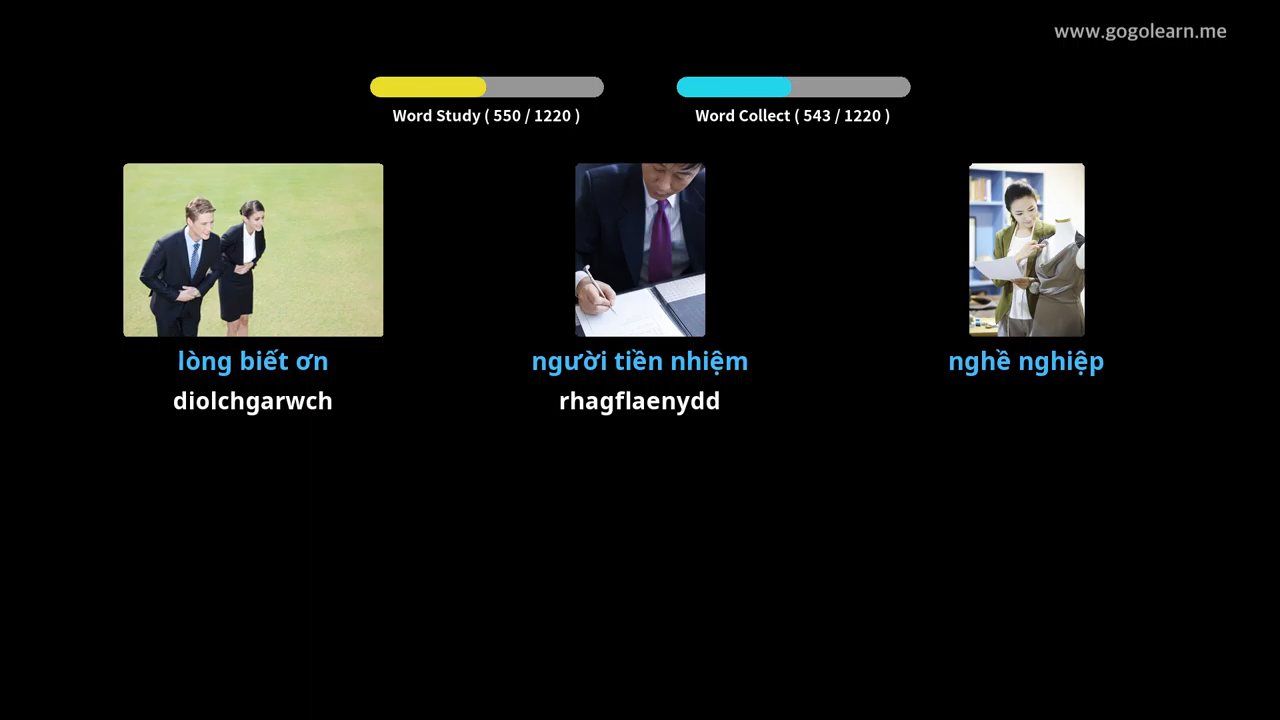 www.gogolearn.me
Word Study ( 550 / 1220 )
Word Collect ( 543 / 1220 )
lòng biết ơn
diolchgarwch
người tiền nhiệm
rhagflaenydd
nghề nghiệp